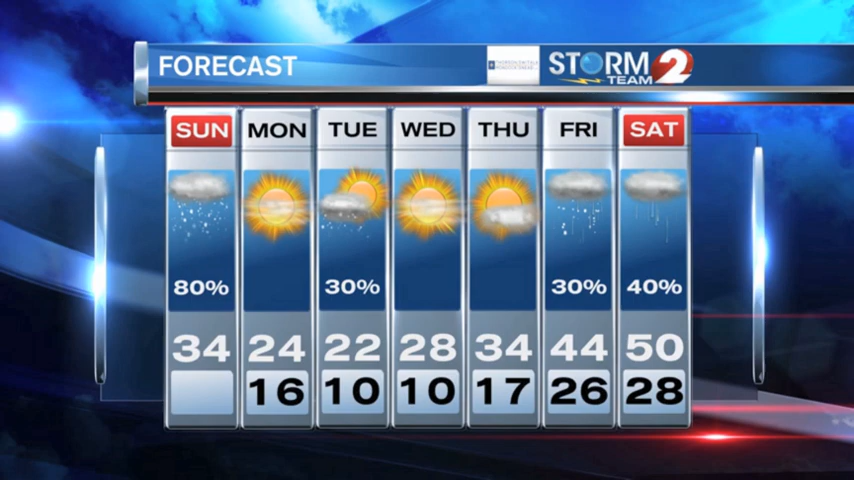 FORECAST
STORM
TEAM 2
SUN MON TUE WED THU FRI SAT
80% 30% 30% 40%
34 24 22 28 34 44 50
16 10 10 17 26 28